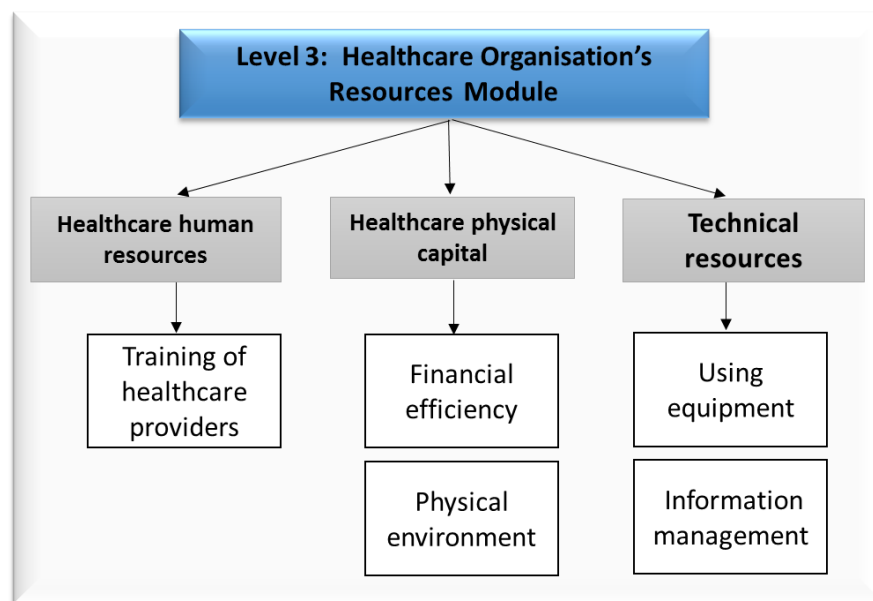 Level 3:  Healthcare Organisation's
Resources Module
Healthcare human
resources
Healthcare physical
capital
Technical
resources
Training of
healthcare
providers
Financial
efficiency
Using
equipment
Physical
environment
Information
management